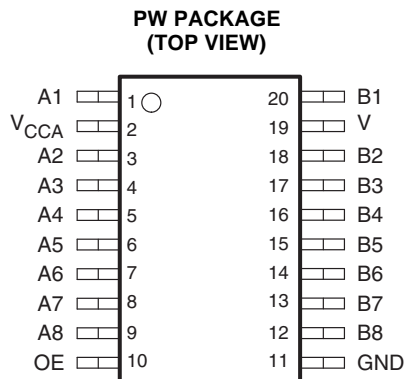 PW PACKAGE
(TOP VIEW)
A1 1 20 B1
VCCA 2 19 V
A2 3 18 B2
A3 4 17 B3
A4 5 16 B4
A5 6 15 B5
A6 7 14 B6
A7 8 13 B7
A8 9 12 B8
OE 10 11 GND